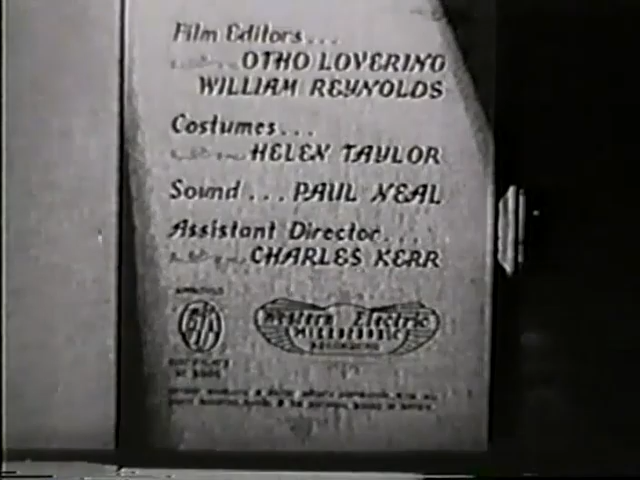 Film Editors...
OTHO LOVERING
WILLIAM REYNOLDS
Costumes...
HELEN TAYLOR
Sound... PAUL NEAL
Assistant Director...
CHARLES KERR
Western Electric
MICROPHONIC
RECORDING